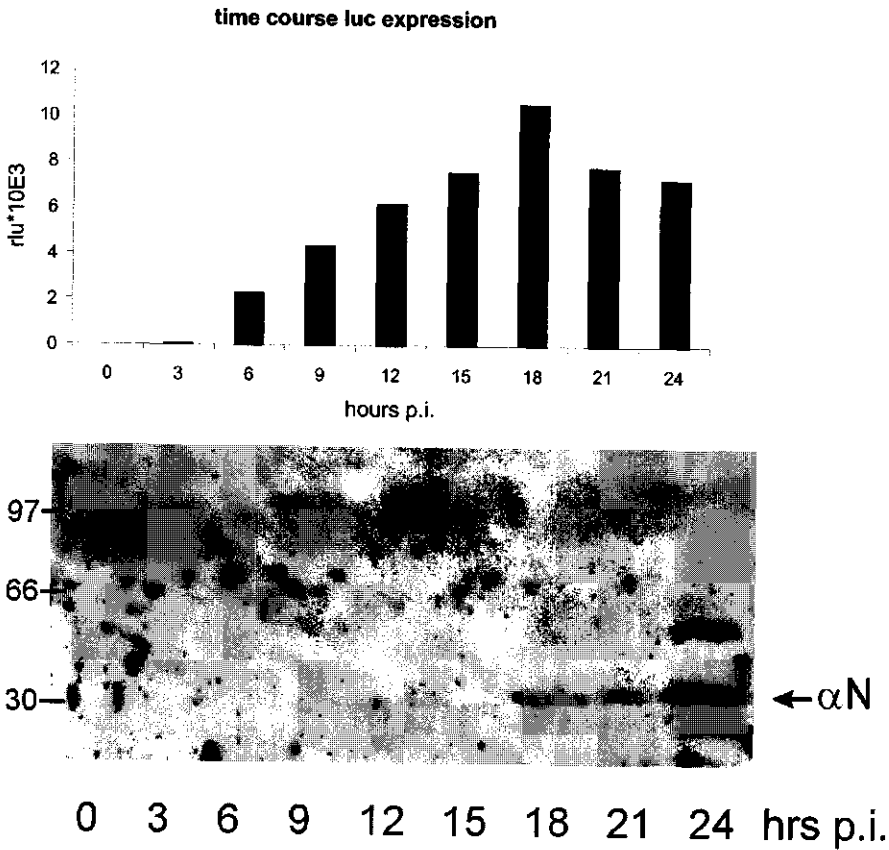 time course luc expression
12
10
8
6
4
2
0
rlu*10E3
0 3 6 9 12 15 18 21 24
hours p.i.
97
66
30
αN
0 3 6 9 12 15 18 21 24 hrs p.i.